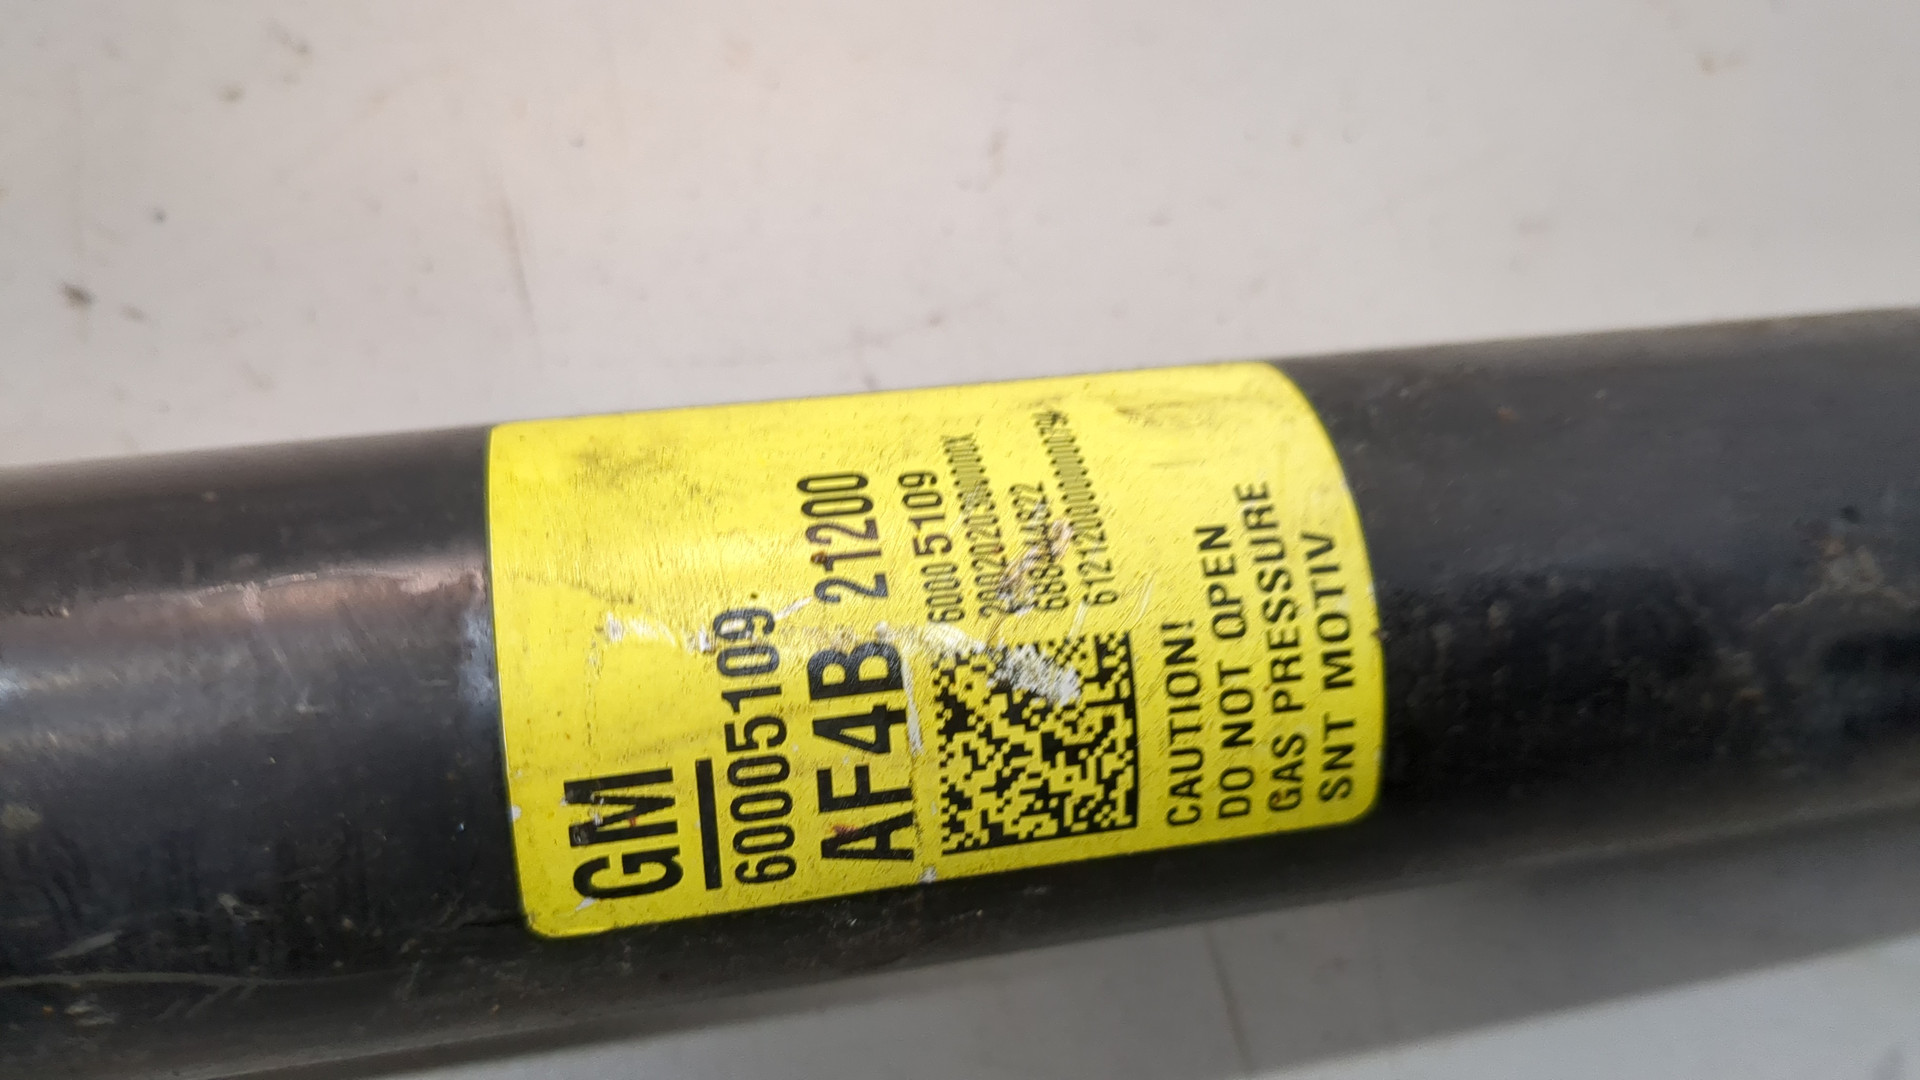 GM
60005109
AF4B 21200
6000 5109
CAUTION!
DO NOT OPEN
GAS PRESSURE
SNT MOTIV